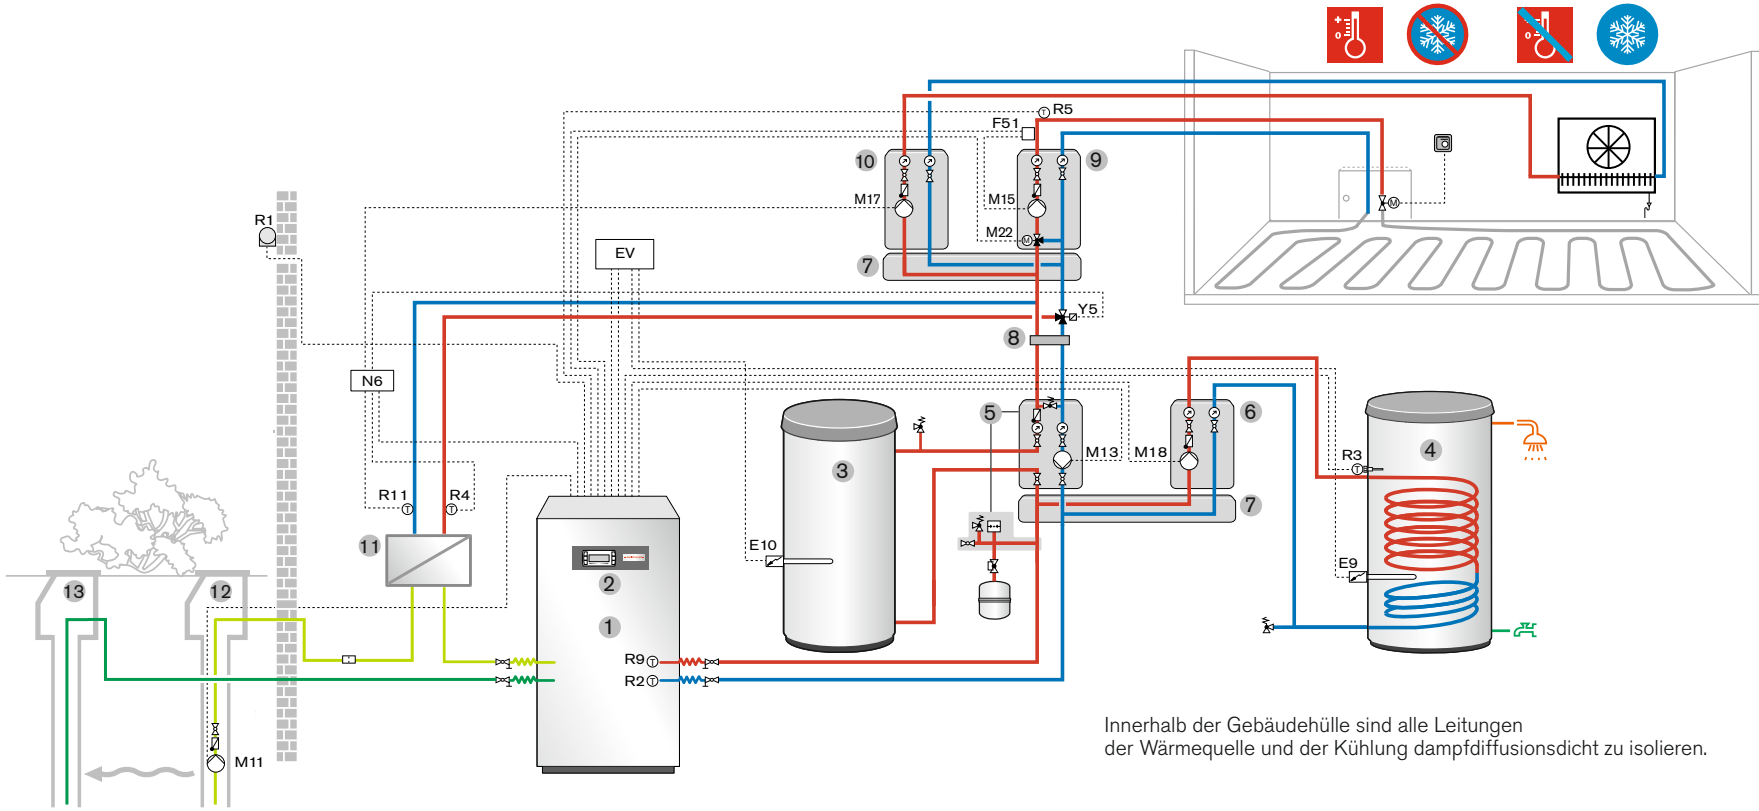 +
0
+
0
R5
F51
10
9
M17
M15
R1
M22
EV
7
Y5
8
N6
5
6
3
4
M13
M18
R3
R11
R4
7
11
E10
E9
2
13
12
1
R9
R2
M11
T
T
T
T
T
T
M
M
Innerhalb der Gebäudehülle sind alle Leitungen
der Wärmequelle und der Kühlung dampfdiffusionsdicht zu isolieren.